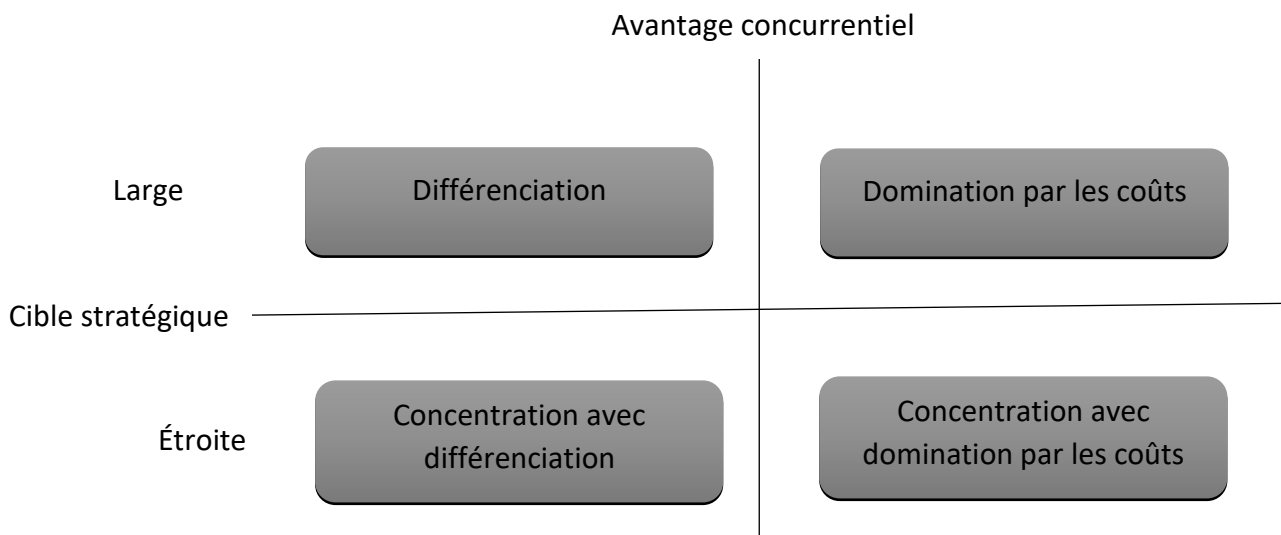 Avantage concurrentiel
Large
Différenciation
Domination par les coûts
Cible stratégique
Étroite
Concentration avec
différenciation
Concentration avec
domination par les coûts